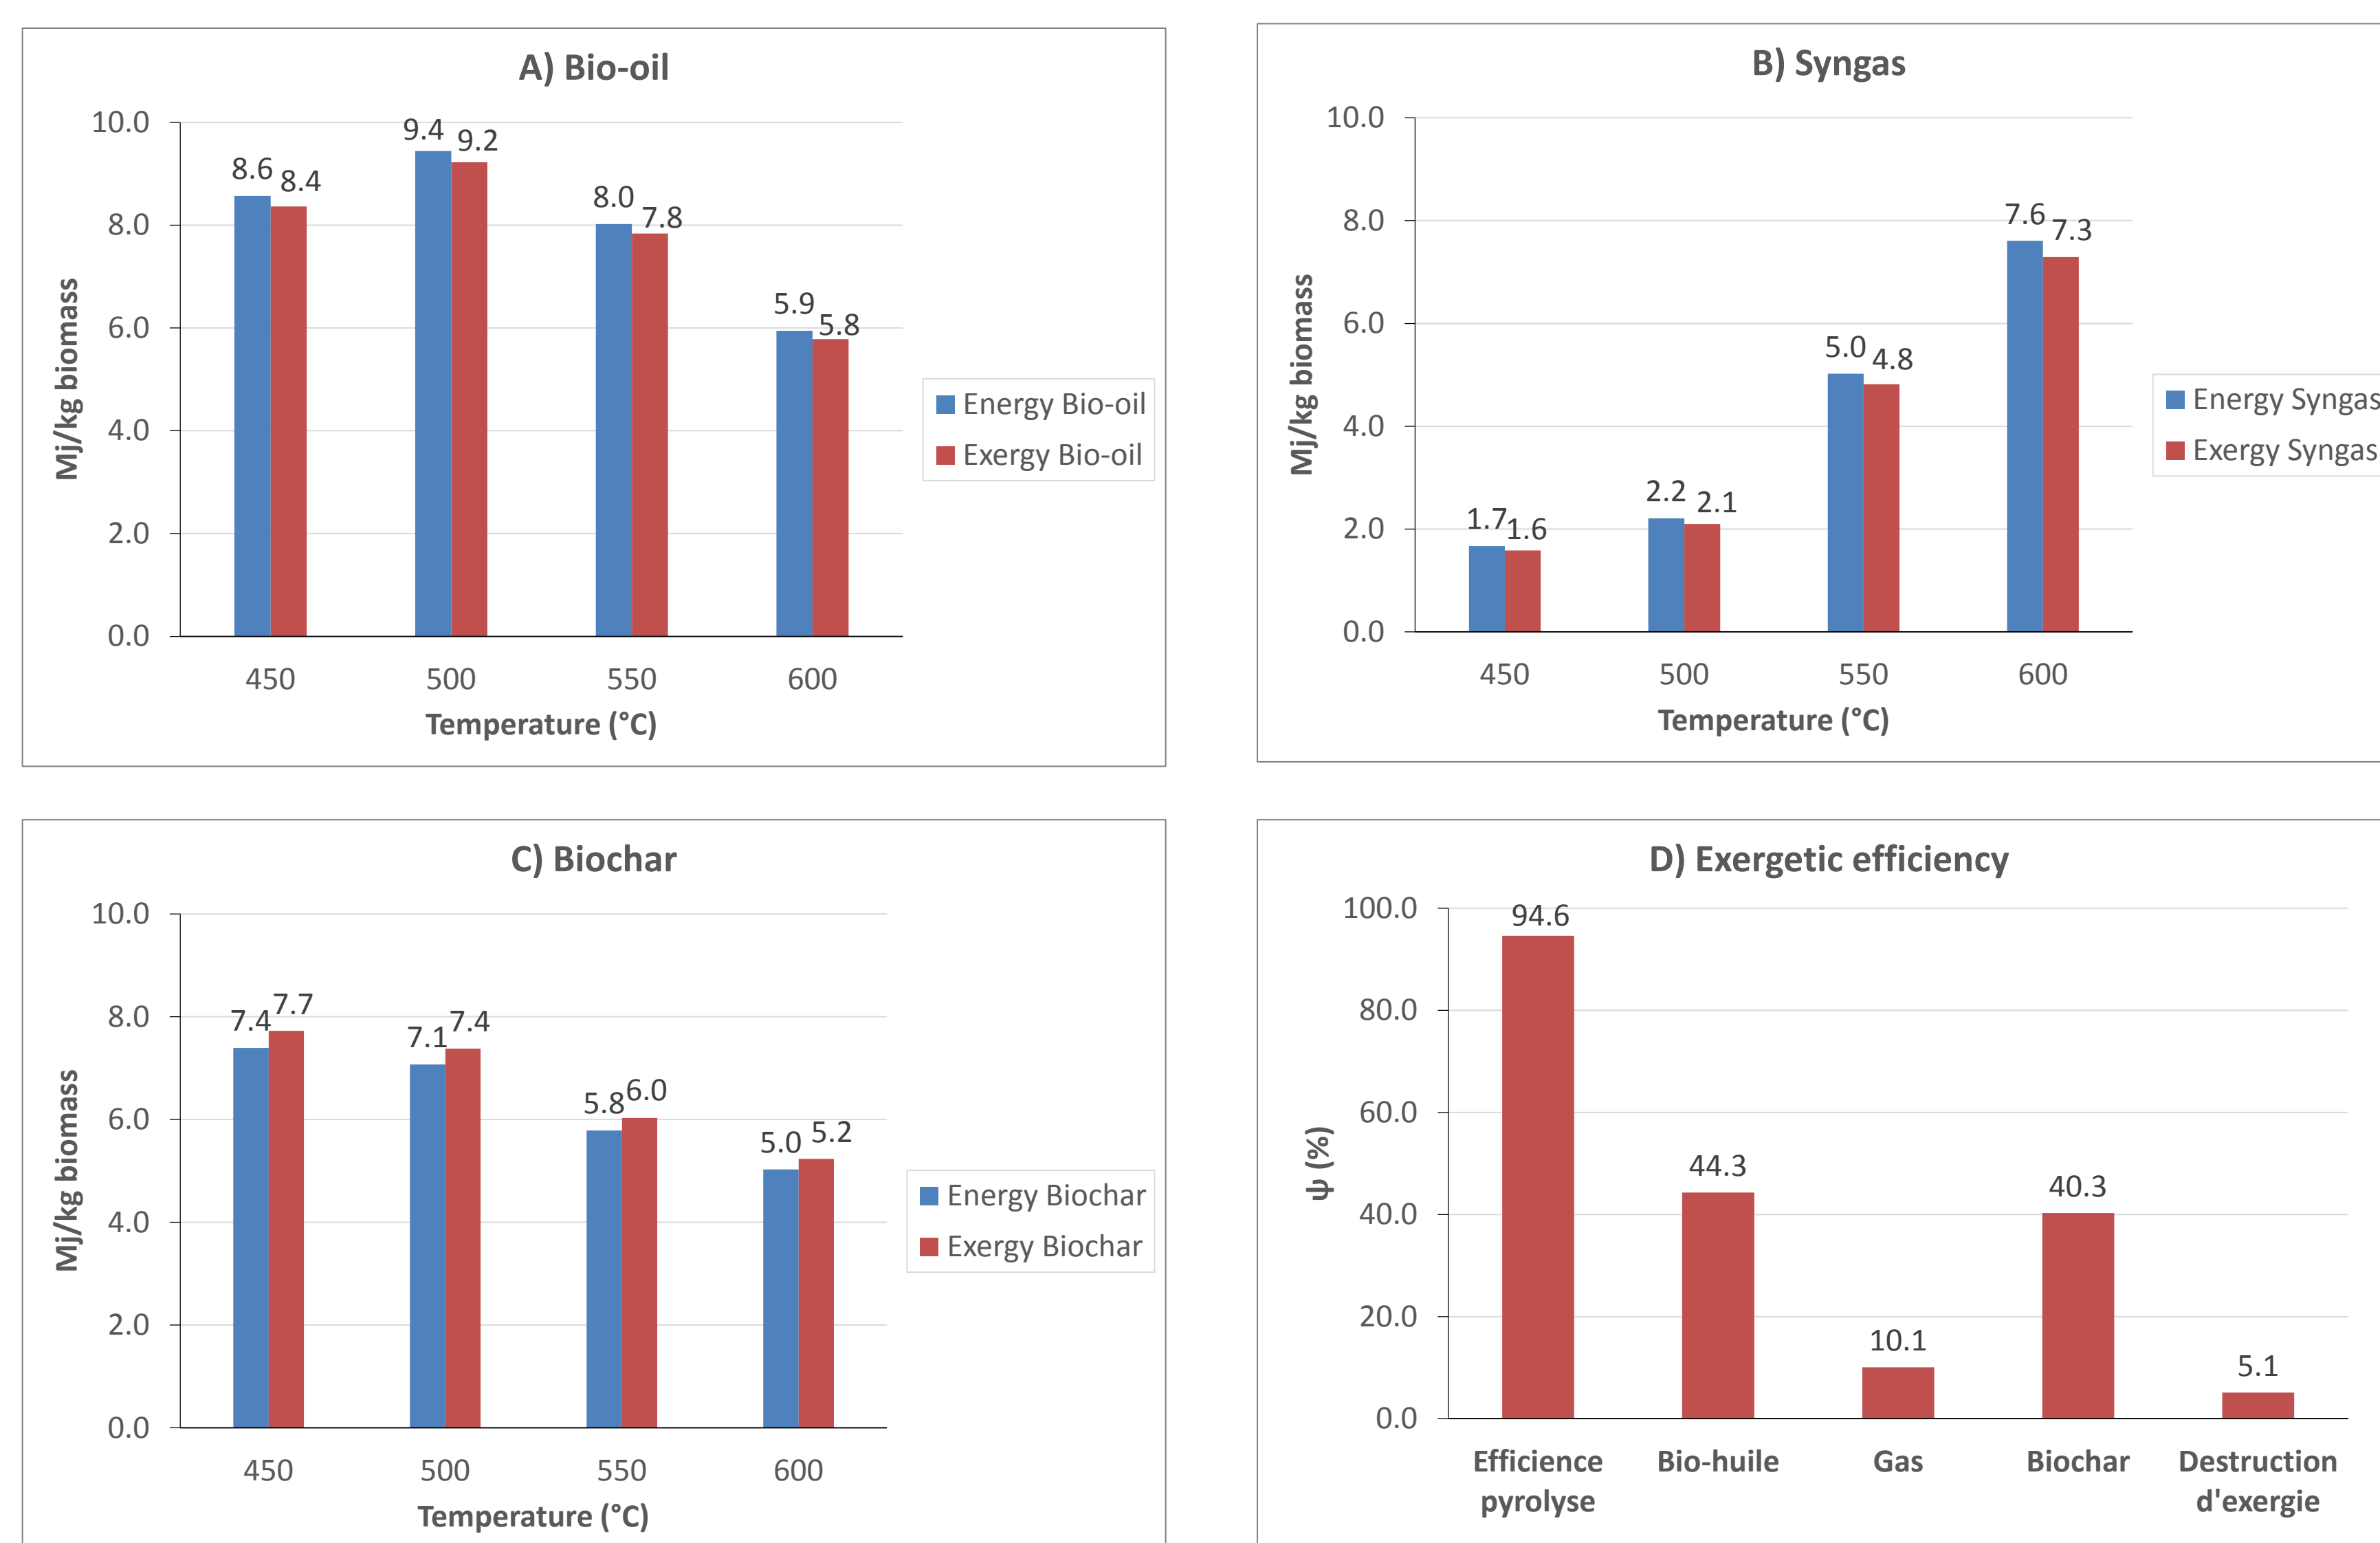 A) Bio-oil
10.0
8.0
6.0
4.0
2.0
0.0
Mj/kg biomass
8.6 8.4
9.4 9.2
8.0 7.8
5.9 5.8
450 500 550 600
Temperature (°C)
Energy Bio-oil
Exergy Bio-oil
B) Syngas
10.0
8.0
6.0
4.0
2.0
0.0
Mj/kg biomass
1.7 1.6
2.2 2.1
5.0 4.8
7.6 7.3
450 500 550 600
Temperature (°C)
Energy Syngas
Exergy Syngas
C) Biochar
10.0
8.0
6.0
4.0
2.0
0.0
Mj/kg biomass
7.4 7.7
7.1 7.4
5.8 6.0
5.0 5.2
450 500 550 600
Temperature (°C)
Energy Biochar
Exergy Biochar
D) Exergetic efficiency
100.0
80.0
60.0
40.0
20.0
0.0
ψ (%)
94.6
44.3
10.1
40.3
5.1
Efficience
pyrolyse
Bio-huile
Gas
Biochar
Destruction
d'exergie